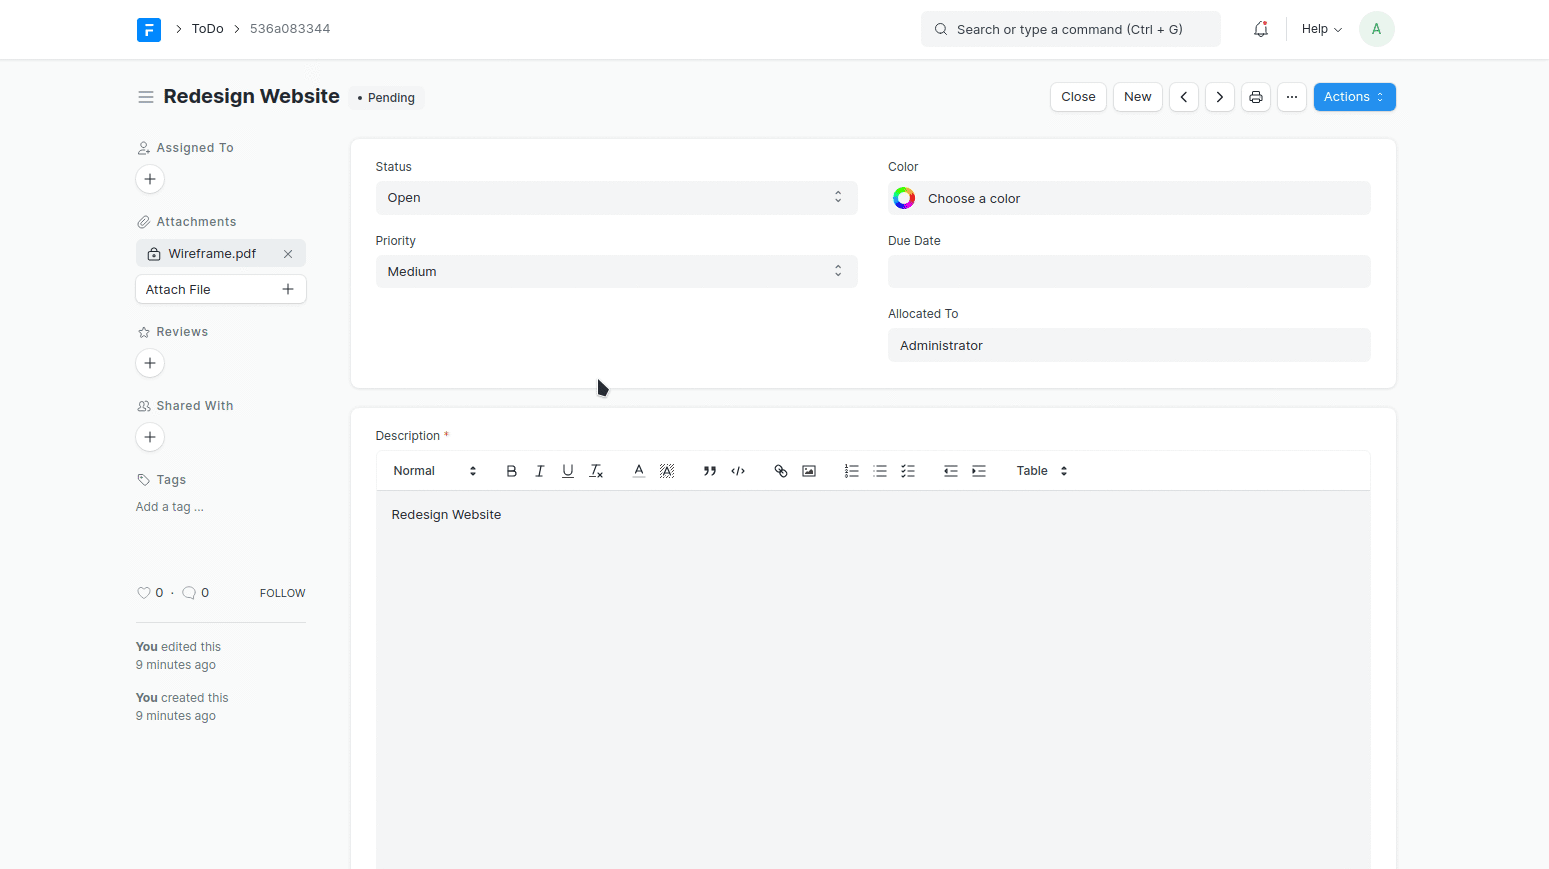 ToDo
536a083344
Search or type a command (Ctrl + G)
Help
A
Redesign Website
Pending
Close
New
Actions
Assigned To
Attachments
Wireframe.pdf
Attach File
Reviews
Shared With
Tags
Add a tag ...
0 · 0
FOLLOW
You edited this
9 minutes ago
You created this
9 minutes ago
Status
Open
Priority
Medium
Color
Choose a color
Due Date
Allocated To
Administrator
Description *
Normal
Table
Redesign Website